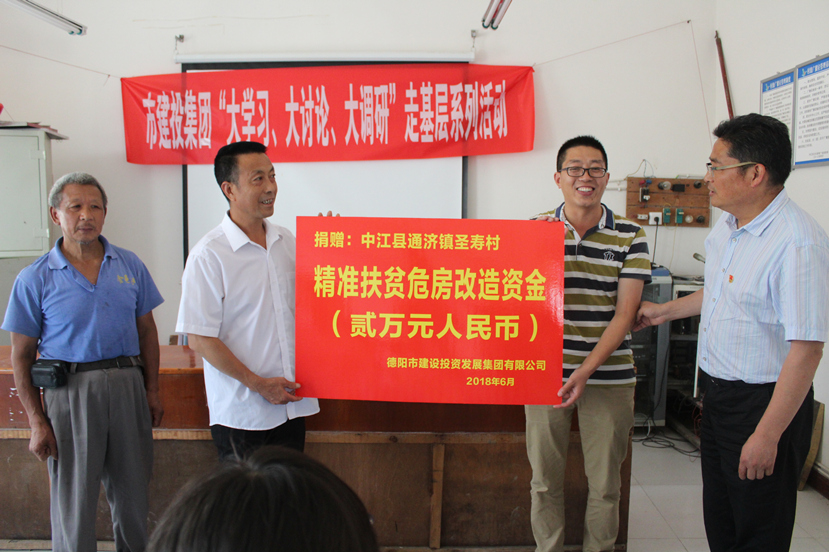 市建投集团“大学习、大讨论、大调研”走基层系列活动
捐赠：中江县通济镇圣寿村
精准扶贫危房改造资金
（贰万元人民币）
德阳市建设投资发展集团有限公司
2018年6月